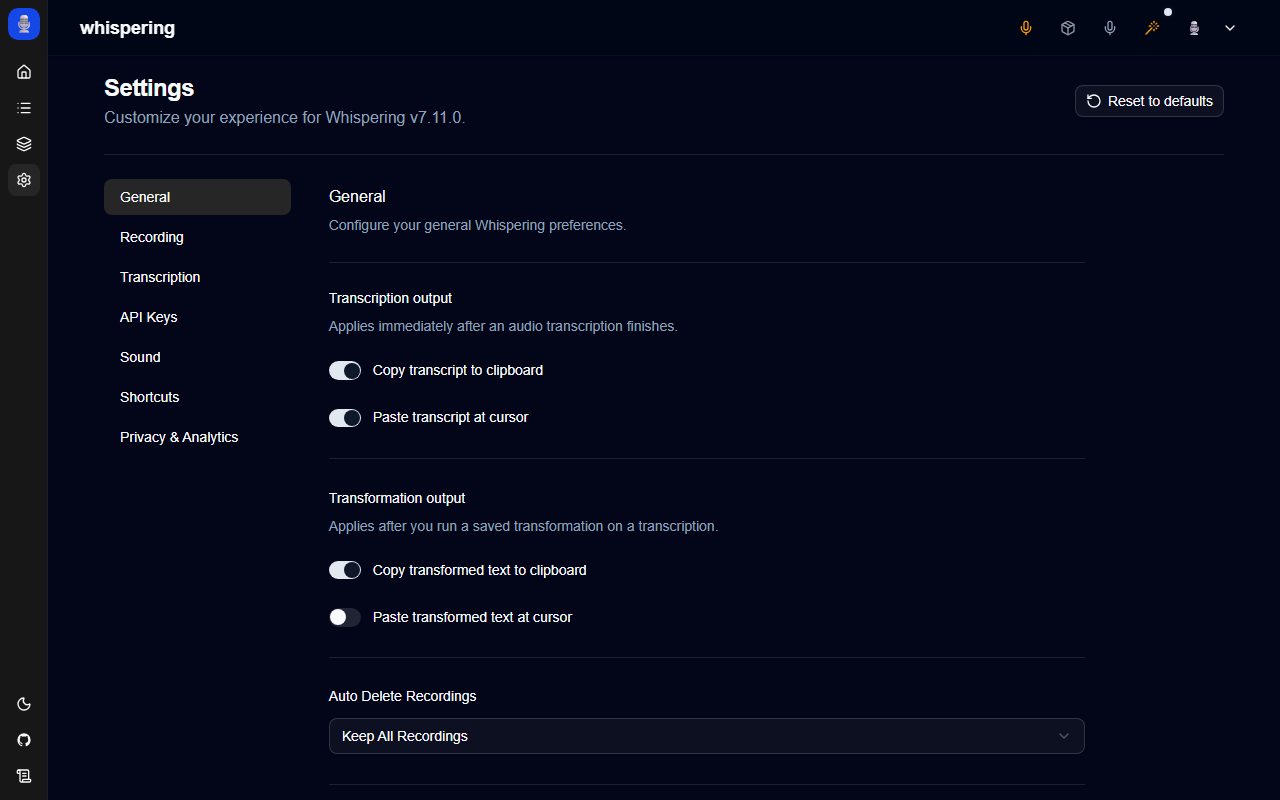 whispering
Settings
Customize your experience for Whispering v7.11.0.
Reset to defaults
General
Recording
Transcription
API Keys
Sound
Shortcuts
Privacy & Analytics
General
Configure your general Whispering preferences.
Transcription output
Applies immediately after an audio transcription finishes.
Copy transcript to clipboard
Paste transcript at cursor
Transformation output
Applies after you run a saved transformation on a transcription.
Copy transformed text to clipboard
Paste transformed text at cursor
Auto Delete Recordings
Keep All Recordings